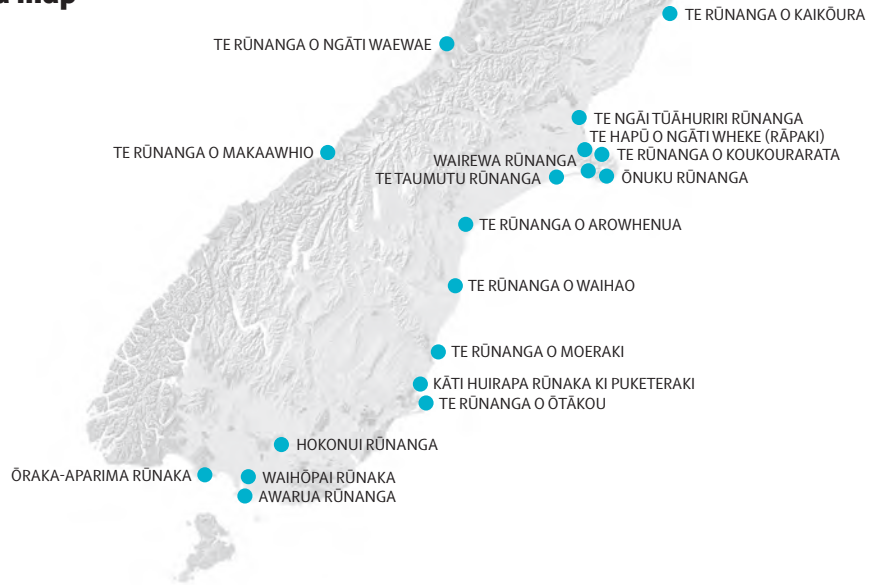 map
TE RŪNANGA O KAIKŌURA
TE RŪNANGA O NGĀTI WAEWAE
TE NGĀI TŪĀHURIRI RŪNANGA
TE HAPŪ O NGĀTI WHEKE (RĀPAKI)
TE RŪNANGA O MAKAAWHIO
TE RŪNANGA O KOUKOURARATA
WAIREWA RŪNANGA
TE TAUMUTU RŪNANGA
ŌNUKU RŪNANGA
TE RŪNANGA O AROWHENUA
TE RŪNANGA O WAIHAO
TE RŪNANGA O MOERAKI
KĀTI HUIRAPA RŪNAKA KI PUKETERAKI
TE RŪNANGA O ŌTĀKOU
HOKONUI RŪNANGA
ŌRAKA-APARIMA RŪNAKA
WAIHŌPAI RŪNAKA
AWARUA RŪNANGA